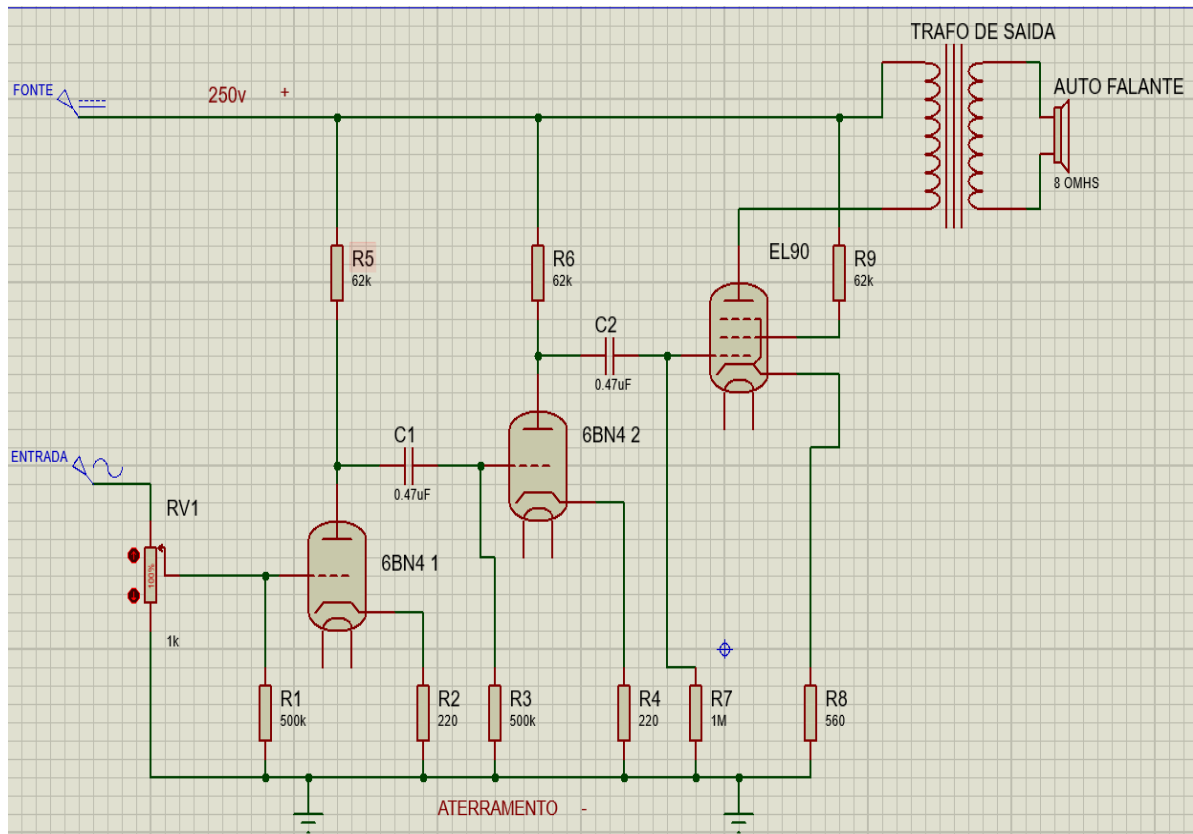 TRAFO DE SAIDA
FONTE
250v +
AUTO FALANTE
8 OMHS
R5
62k
R6
62k
EL90
R9
62k
C2
0.47uF
C1
0.47uF
6BN4 2
ENTRADA
RV1
100%
6BN4 1
1k
R1
500k
R2
220
R3
500k
R4
220
R7
1M
R8
560
ATERRAMENTO -